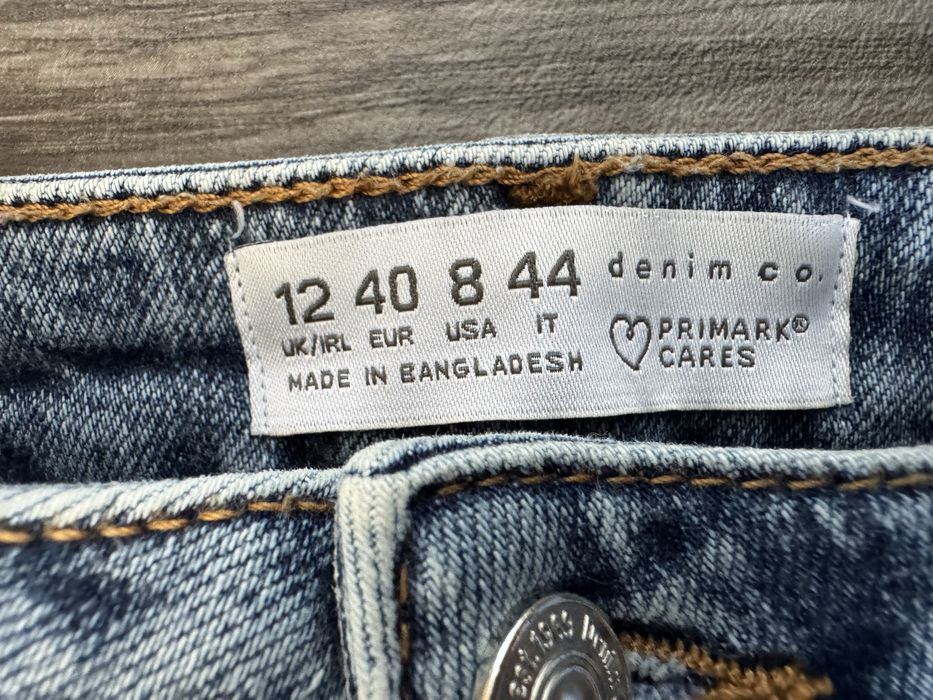 12 40 8 44 denim co.
UK/IRL EUR USA IT
PRIMARK®
CARES
MADE IN BANGLADESH